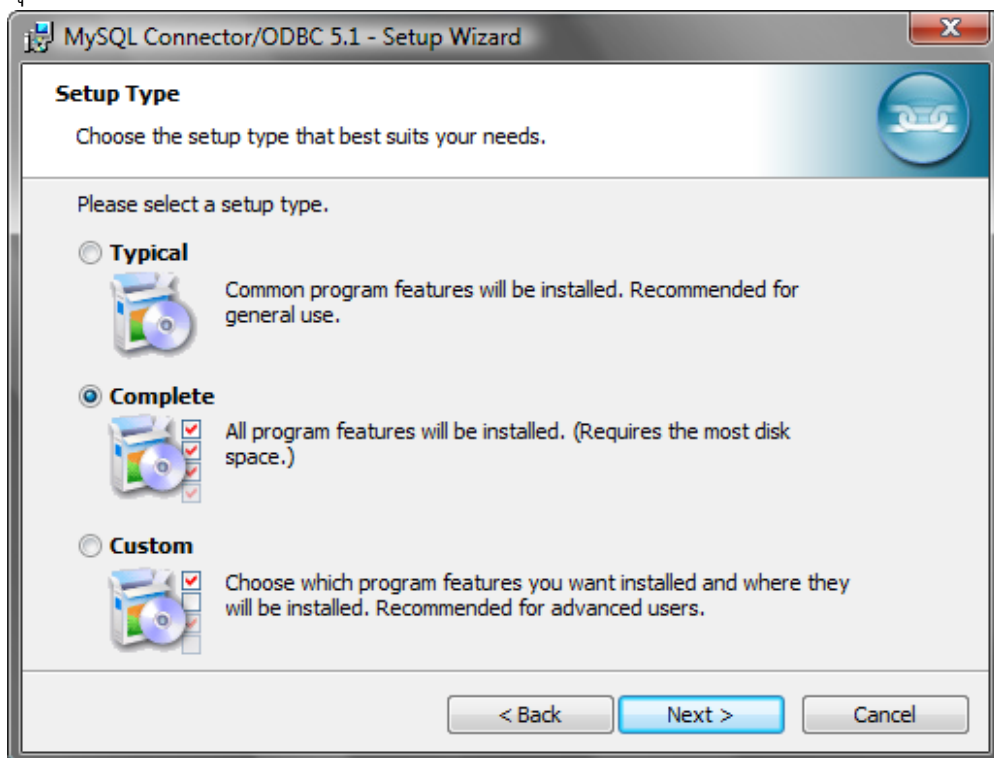 MySQL Connector/ODBC 5.1 - Setup Wizard
Setup Type
Choose the setup type that best suits your needs.
Please select a setup type.
Typical
Common program features will be installed. Recommended for
general use.
Complete
All program features will be installed. (Requires the most disk
space.)
Custom
Choose which program features you want installed and where they
will be installed. Recommended for advanced users.
< Back
Next >
Cancel